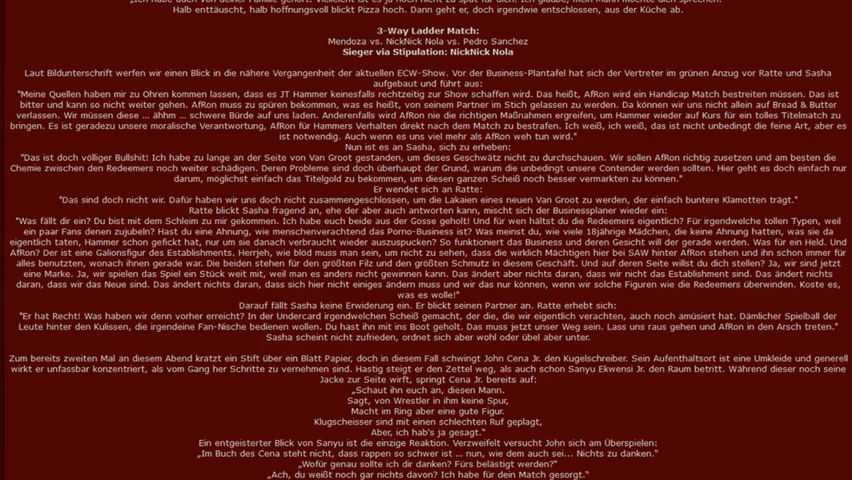 „Ich habe auch von deiner Familie gehört. Vielleicht ist es ja noch nicht zu spät für dich. Ich glaube, mein Mann möchte dich sprechen.“
Halb enttäuscht, halb hoffnungsvoll blickt Pizza hoch. Dann geht er, doch irgendwie entschlossen, aus der Küche ab.
3-Way Ladder Match:
Mendoza vs. NickNick Nola vs. Pedro Sanchez
Sieger via Stipulation: NickNick Nola
Laut Bildunterschrift werfen wir einen Blick in die nähere Vergangenheit der aktuellen ECW-Show. Vor der Business-Plantafel hat sich der Vertreter im grünen Anzug vor Ratte und Sasha
aufgebaut und führt aus:
"Meine Quellen haben mir zu Ohren kommen lassen, dass es JT Hammer keinesfalls rechtzeitig zur Show schaffen wird. Das heißt, AfRon wird ein Handicap Match bestreiten müssen. Das ist
bitter und kann so nicht weiter gehen. AfRon muss zu spüren bekommen, was es heißt, von seinem Partner im Stich gelassen zu werden. Da können wir uns nicht allein auf Bread & Butter
verlassen. Wir müssen diese ... ähhm ... schwere Bürde auf uns laden. Anderenfalls wird AfRon nie die richtigen Maßnahmen ergreifen, um Hammer wieder auf Kurs für ein tolles Titelmatch zu
bringen. Es ist geradezu unsere moralische Verantwortung, AfRon für Hammers Verhalten direkt nach dem Match zu bestrafen. Ich weiß, ich weiß, das ist nicht unbedingt die feine Art, aber es
ist notwendig. Auch wenn es uns viel mehr als AfRon weh tun wird."
Nun ist es an Sasha, sich zu erheben:
"Das ist doch völliger Bullshit! Ich habe zu lange an der Seite von Van Groot gestanden, um dieses Geschwätz nicht zu durchschauen. Wir sollen AfRon richtig zusetzen und am besten die
Chemie zwischen den Redeemers noch weiter schädigen. Deren Probleme sind doch überhaupt der Grund, warum die unbedingt unsere Contender werden sollten. Hier geht es doch einfach nur
darum, möglichst einfach das Titelgold zu bekommen, um diesen ganzen Scheiß noch besser vermarkten zu können."
Er wendet sich an Ratte:
"Das sind doch nicht wir. Dafür haben wir uns doch nicht zusammengeschlossen, um die Lakaien eines neuen Van Groot zu werden, der einfach buntere Klamotten trägt."
Ratte blickt Sasha fragend an, ehe der aber auch antworten kann, mischt sich der Businessplaner wieder ein:
"Was fällt dir ein? Du bist mit dem Schleim zu mir gekommen. Ich habe euch beide aus der Gosse geholt! Und für wen hältst du die Redeemers eigentlich? Für irgendwelche tollen Typen, weil
ein paar Fans denen zujubeln? Hast du eine Ahnung, wie menschenverachtend das Porno-Business ist? Was meinst du, wie viele 18jährige Mädchen, die keine Ahnung hatten, was sie da
eigentlich taten, Hammer schon gefickt hat, nur um sie danach verbraucht wieder auszuspucken? So funktioniert das Business und deren Gesicht will der gerade werden. Was für ein Held. Und
AfRon? Der ist eine Galionsfigur des Establishments. Herrjeh, wie blöd muss man sein, um nicht zu sehen, dass die wirklich Mächtigen hier bei SAW hinter AfRon stehen und ihn schon immer für
alles benutzten, wonach ihnen gerade war. Die beiden stehen für den größten Filz und den größten Schmutz in diesem Geschäft. Und auf deren Seite willst du dich stellen? Ja, wir sind jetzt
eine Marke. Ja, wir spielen das Spiel ein Stück weit mit, weil man es anders nicht gewinnen kann. Das ändert aber nichts daran, dass wir nicht das Establishment sind. Das ändert nichts
daran, dass wir das Neue sind. Das ändert nichts daran, dass sich hier nicht einiges ändern muss und wir das nur können, wenn wir solche Figuren wie die Redeemers überwinden. Koste es,
was es wolle!"
Darauf fällt Sasha keine Erwiderung ein. Er blickt seinen Partner an. Ratte erhebt sich:
"Er hat Recht! Was haben wir denn vorher erreicht? In der Undercard irgendwelchen Scheiß gemacht, der die, die wir eigentlich verachten, auch noch amüsiert hat. Dämlicher Spielball der
Leute hinter den Kulissen, die irgendeine Fan-Nische bedienen wollen. Du hast ihn mit ins Boot geholt. Das muss jetzt unser Weg sein. Lass uns raus gehen und AfRon in den Arsch treten."
Sasha scheint nicht zufrieden, ordnet sich aber wohl oder übel aber unter.
Zum bereits zweiten Mal an diesem Abend kratzt ein Stift über ein Blatt Papier, doch in diesem Fall schwingt John Cena Jr. den Kugelschreiber. Sein Aufenthaltsort ist eine Umkleide und generell
wirkt er unfassbar konzentriert, als vom Gang her Schritte zu vernehmen sind. Hastig steigt er den Zettel weg, als auch schon Sanyu Ekwensi Jr. den Raum betritt. Während dieser noch seine
Jacke zur Seite wirft, springt Cena Jr. bereits auf:
„Schaut ihn euch an, diesen Mann.
Sagt, von Wrestler in ihm keine Spur,
Macht im Ring aber eine gute Figur.
Klugscheisser sind mit einen schlechten Ruf geplagt,
Aber, ich hab's ja gesagt.“
Ein entgeisterter Blick von Sanyu ist die einzige Reaktion. Verzweifelt versucht John sich am Überspielen:
„Im Buch des Cena steht nicht, dass rappen so schwer ist … nun, wie dem auch sei... Nichts zu danken.“
„Wofür genau sollte ich dir danken? Fürs belästigt werden?“
„Ach, du weißt noch gar nichts davon? Ich habe für dein Match gesorgt.“